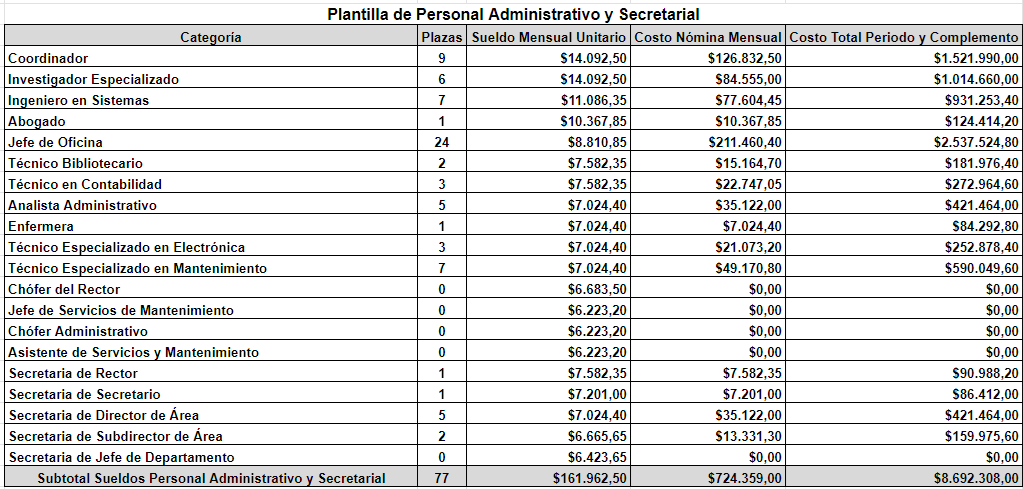 Plantilla de Personal Administrativo y Secretarial
Categoría Plazas Sueldo Mensual Unitario Costo Nómina Mensual Costo Total Periodo y Complemento
Coordinador 9 $14.092,50 $126.832,50 $1.521.990,00
Investigador Especializado 6 $14.092,50 $84.555,00 $1.014.660,00
Ingeniero en Sistemas 7 $11.086,35 $77.604,45 $931.253,40
Abogado 1 $10.367,85 $10.367,85 $124.414,20
Jefe de Oficina 24 $8.810,85 $211.460,40 $2.537.524,80
Técnico Bibliotecario 2 $7.582,35 $15.164,70 $181.976,40
Técnico en Contabilidad 3 $7.582,35 $22.747,05 $272.964,60
Analista Administrativo 5 $7.024,40 $35.122,00 $421.464,00
Enfermera 1 $7.024,40 $7.024,40 $84.292,80
Técnico Especializado en Electrónica 3 $7.024,40 $21.073,20 $252.878,40
Técnico Especializado en Mantenimiento 7 $7.024,40 $49.170,80 $590.049,60
Chófer del Rector 0 $6.683,50 $0,00 $0,00
Jefe de Servicios de Mantenimiento 0 $6.223,20 $0,00 $0,00
Chófer Administrativo 0 $6.223,20 $0,00 $0,00
Asistente de Servicios y Mantenimiento 0 $6.223,20 $0,00 $0,00
Secretaria de Rector 1 $7.582,35 $7.582,35 $90.988,20
Secretaria de Secretario 1 $7.201,00 $7.201,00 $86.412,00
Secretaria de Director de Área 5 $7.024,40 $35.122,00 $421.464,00
Secretaria de Subdirector de Área 2 $6.665,65 $13.331,30 $159.975,60
Secretaria de Jefe de Departamento 0 $6.423,65 $0,00 $0,00
Subtotal Sueldos Personal Administrativo y Secretarial 77 $161.962,50 $724.359,00 $8.692.308,00